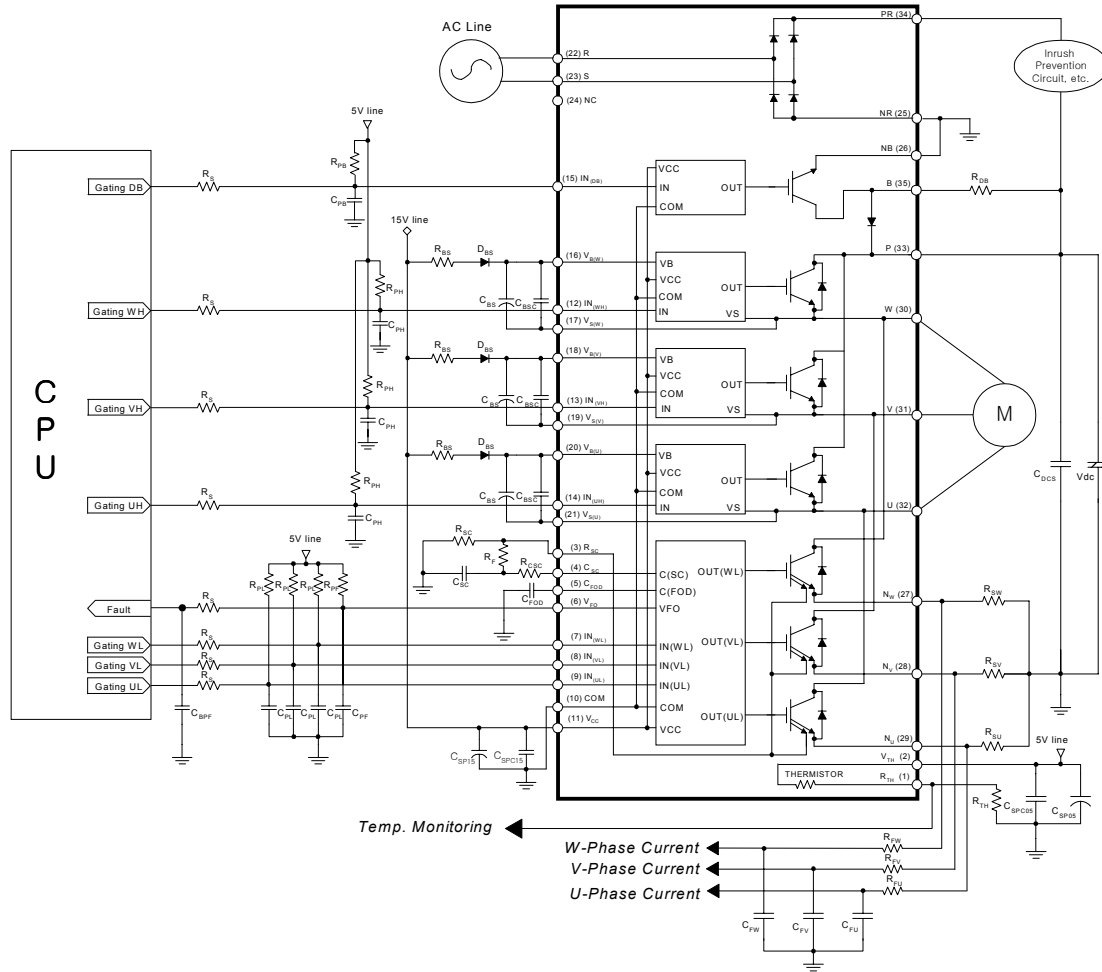 AC Line
PR (34)
(22) R
(23) S
(24) NC
Inrush
Prevention
Circuit, etc.
NR (25)
NB (26)
5V line
R_PB
C_PB
CPU
Gating DB
R_S
(15) IN_(DB)
VCC
IN
COM
OUT
B (35)
R_DB
15V line
R_BS
D_BS
(16) V_B(W)
VB
VCC
COM
IN
OUT
VS
P (33)
R_PH
C_BS
C_BSC
Gating WH
R_S
C_PH
(12) IN_(WH)
(17) V_S(W)
W (30)
R_BS
D_BS
(18) V_B(V)
VB
VCC
COM
IN
OUT
VS
R_PH
C_BS
C_BSC
Gating VH
R_S
C_PH
(13) IN_(VH)
(19) V_S(V)
V (31)
M
R_BS
D_BS
(20) V_B(U)
VB
VCC
COM
IN
OUT
VS
R_PH
C_BS
C_BSC
Gating UH
R_S
C_PH
(14) IN_(UH)
(21) V_S(U)
U (32)
C_DCS
Vdc
R_SC
R_F
R_CSC
C_SC
C_FOD
(3) R_SC
(4) C_SC
(5) C_FOD
(6) V_FO
(7) IN_(WL)
(8) IN_(VL)
(9) IN_(UL)
(10) COM
(11) V_CC
C(SC)
C(FOD)
VFO
IN(WL)
IN(VL)
IN(UL)
COM
VCC
OUT(WL)
OUT(VL)
OUT(UL)
5V line
R_PL
R_PL
R_PL
R_PF
Fault
R_S
Gating WL
R_S
Gating VL
R_S
Gating UL
R_S
C_BPF
C_PL
C_PL
C_PL
C_PF
C_SP15
C_SPC15
N_W (27)
R_SW
N_V (28)
R_SV
N_U (29)
R_SU
V_TH (2)
5V line
THERMISTOR
R_TH (1)
R_TH
C_SPC05
C_SP05
Temp. Monitoring
W-Phase Current
R_FW
V-Phase Current
R_FV
U-Phase Current
R_FU
C_FW
C_FV
C_FU